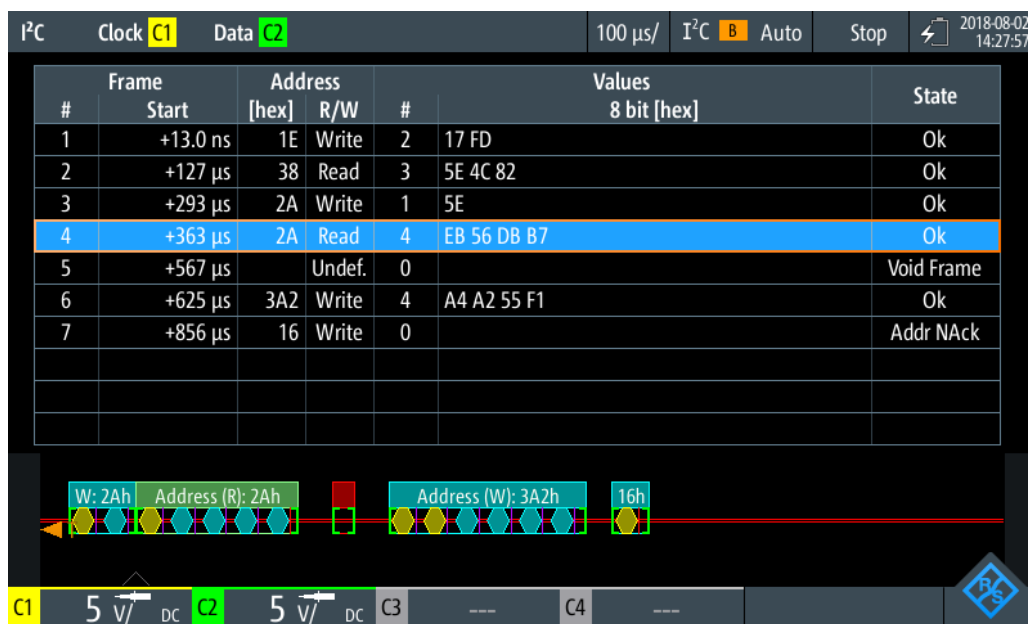 I²C Clock C1 Data C2 100 µs/ I²C B Auto Stop 2018-08-02
14:27:57
Frame Address Values State
# Start [hex] R/W # 8 bit [hex]
1 +13.0 ns 1E Write 2 17 FD Ok
2 +127 µs 38 Read 3 5E 4C 82 Ok
3 +293 µs 2A Write 1 5E Ok
4 +363 µs 2A Read 4 EB 56 DB B7 Ok
5 +567 µs Undef. 0 Void Frame
6 +625 µs 3A2 Write 4 A4 A2 55 F1 Ok
7 +856 µs 16 Write 0 Addr NAck
W: 2Ah Address (R): 2Ah Address (W): 3A2h 16h
C1 5 V/ DC C2 5 V/ DC C3 --- C4 --- R/S